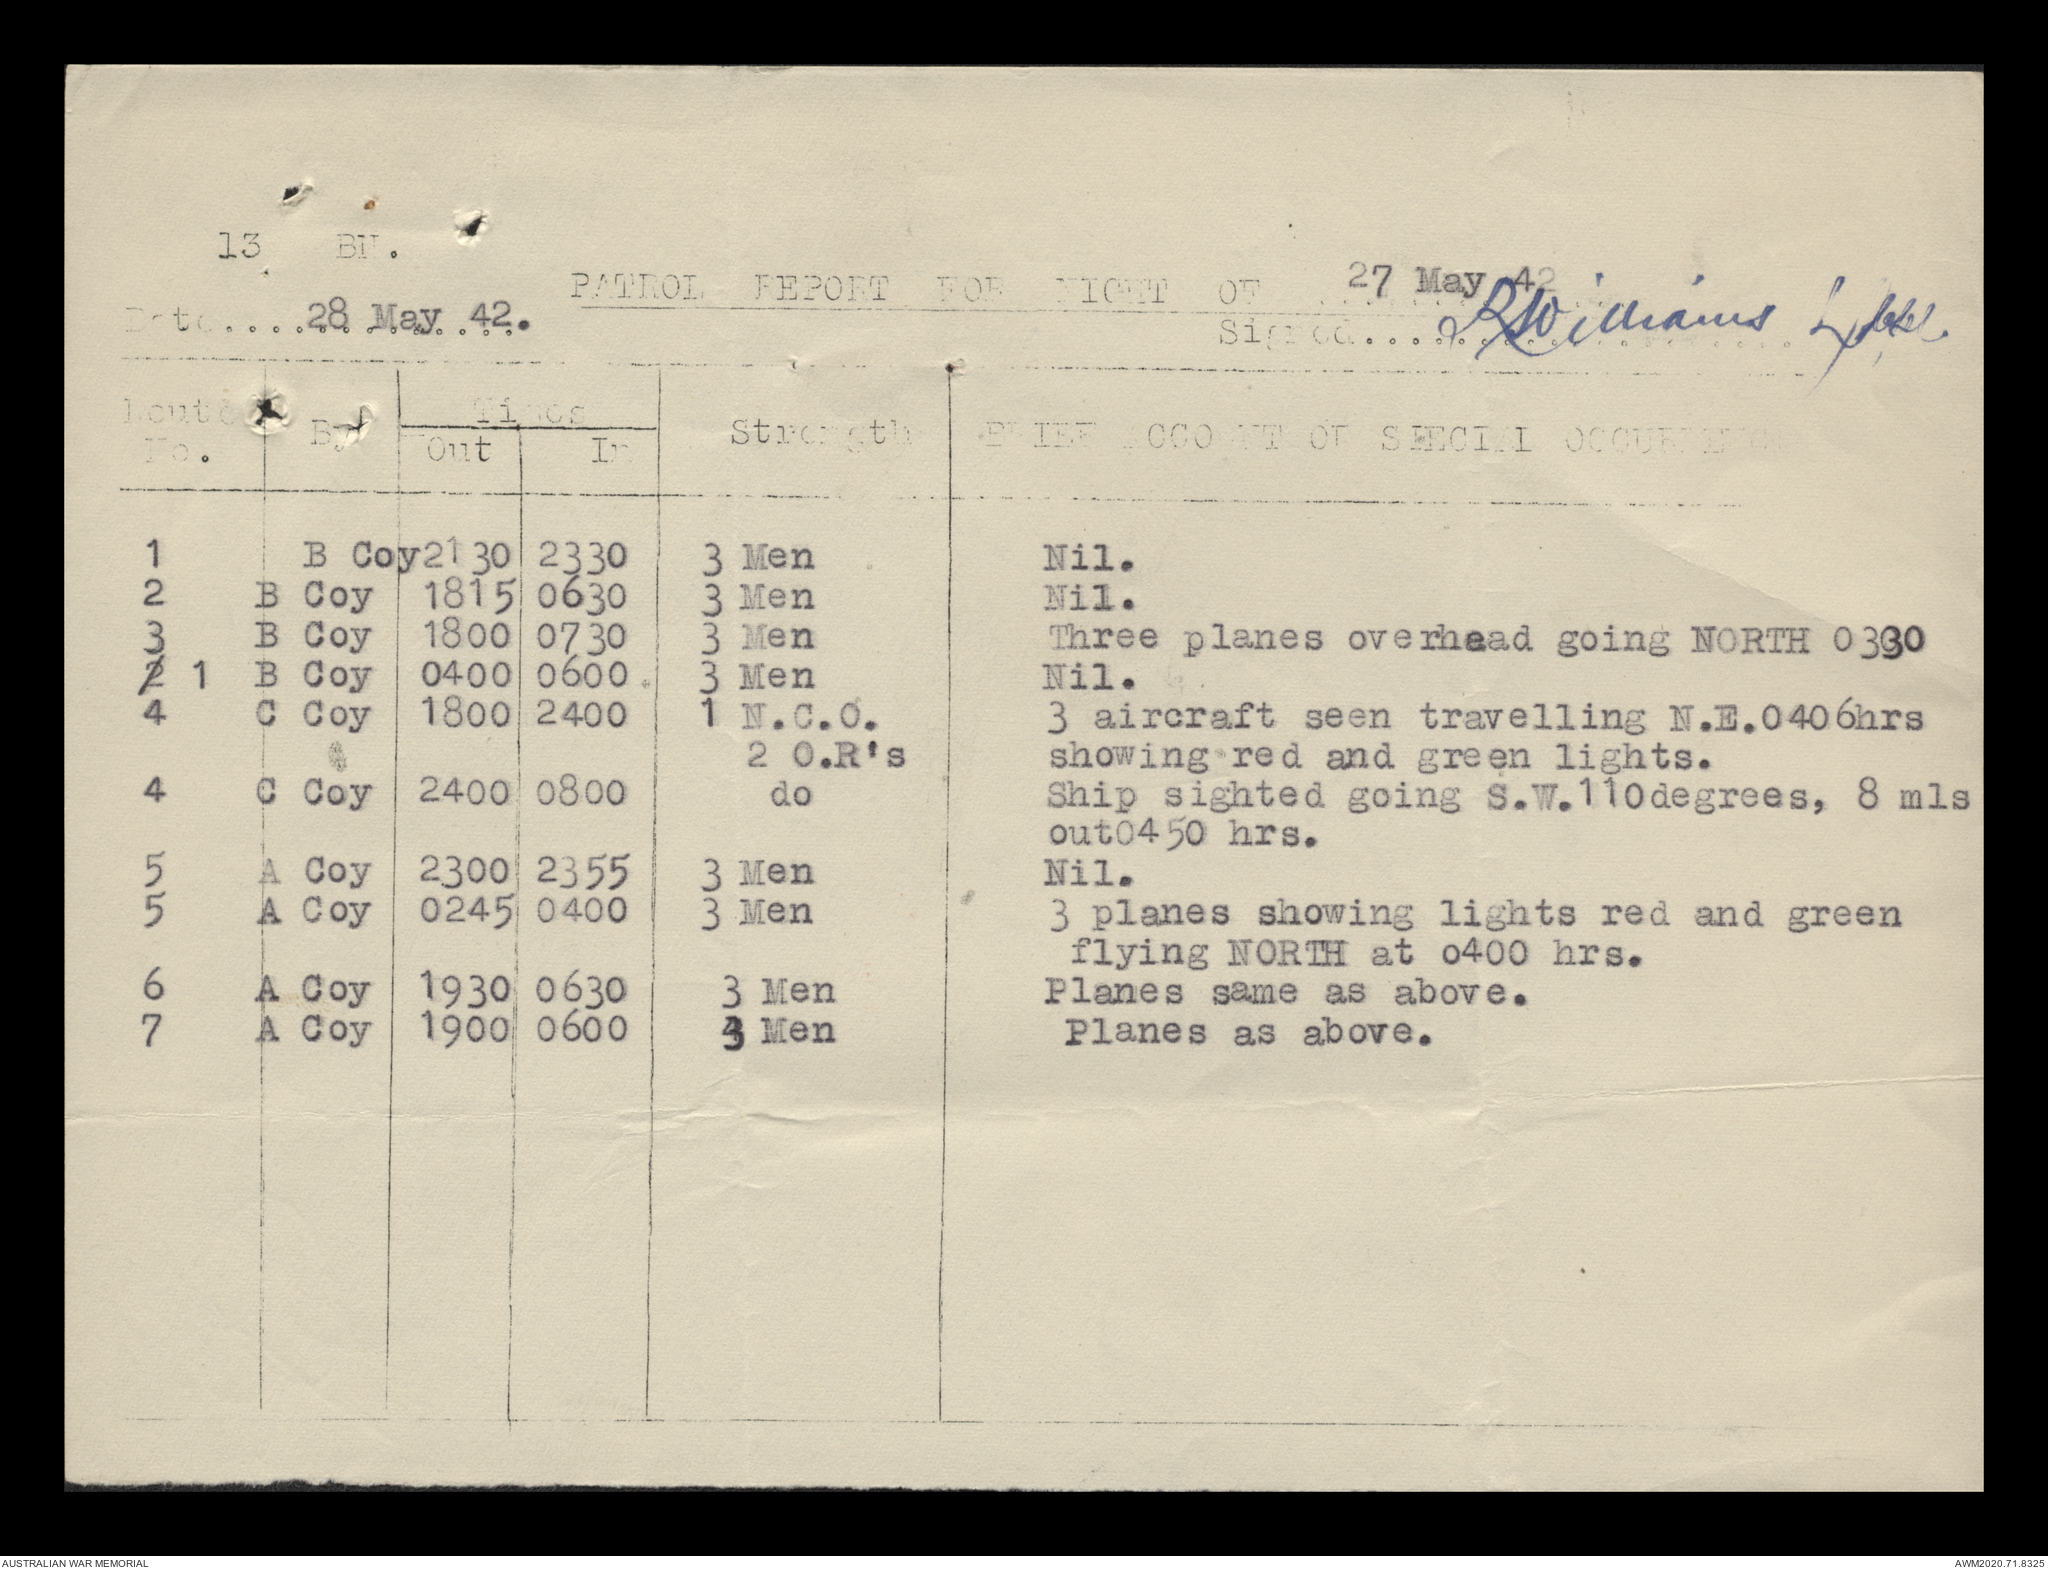 13 BN.
PATROL REPORT FOR NIGHT OF 27 May 42
Date....28 May 42.
Signed....RWilliams
Route No. By Times Out In Strength BRIEF ACCOUNT OF SPECIAL OCCURRENCES
1 B Coy 2130 2330 3 Men Nil.
2 B Coy 1815 0630 3 Men Nil.
3 B Coy 1800 0730 3 Men Three planes overhead going NORTH 0300
2 1 B Coy 0400 0600. 3 Men Nil.
4 C Coy 1800 2400 1 N.C.O. 3 aircraft seen travelling N.E.0406hrs
2 O.R's showing red and green lights.
4 C Coy 2400 0800 do Ship sighted going S.W.110degrees, 8 mls
out0450 hrs.
5 A Coy 2300 2355 3 Men Nil.
5 A Coy 0245 0400 3 Men 3 planes showing lights red and green
flying NORTH at o400 hrs.
6 A Coy 1930 0630 3 Men Planes same as above.
7 A Coy 1900 0600 3 Men Planes as above.
AUSTRALIAN WAR MEMORIAL AWM2020.71.8325